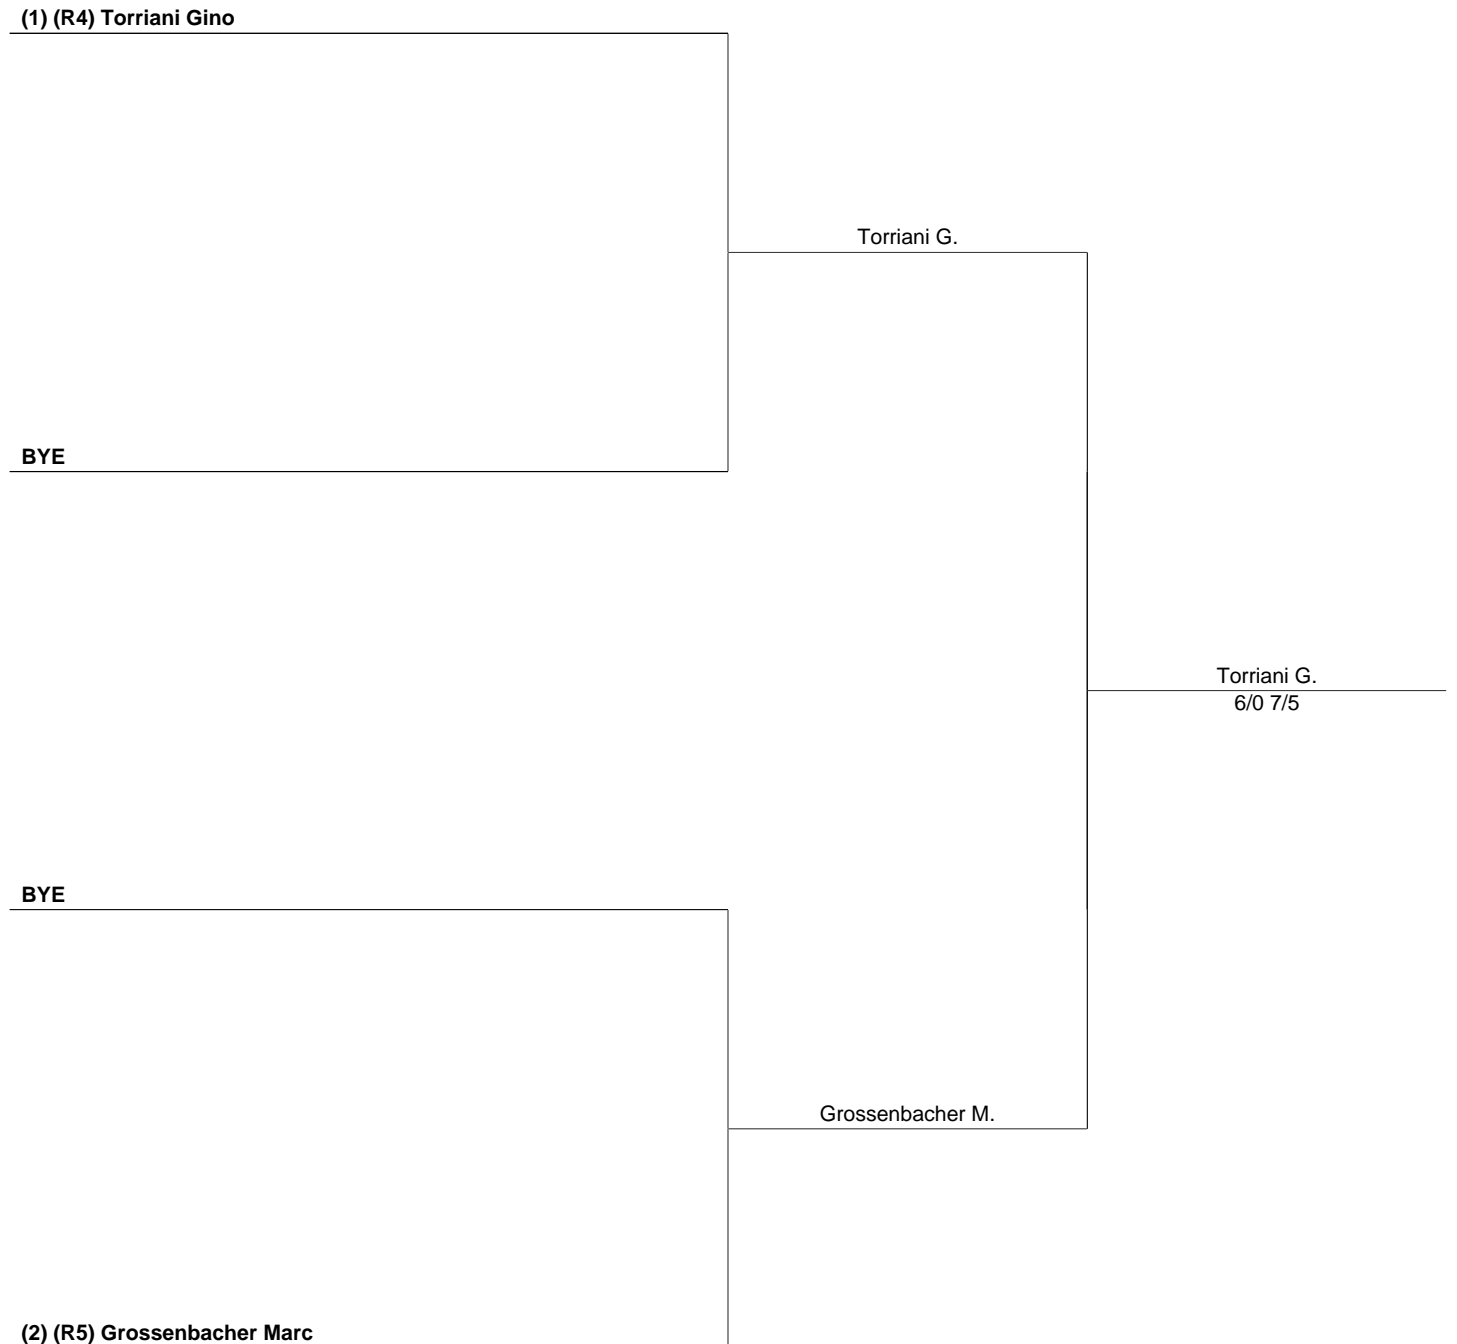 (1) (R4) Torriani Gino
Torriani G.
BYE
Torriani G.
6/0 7/5
BYE
Grossenbacher M.
(2) (R5) Grossenbacher Marc